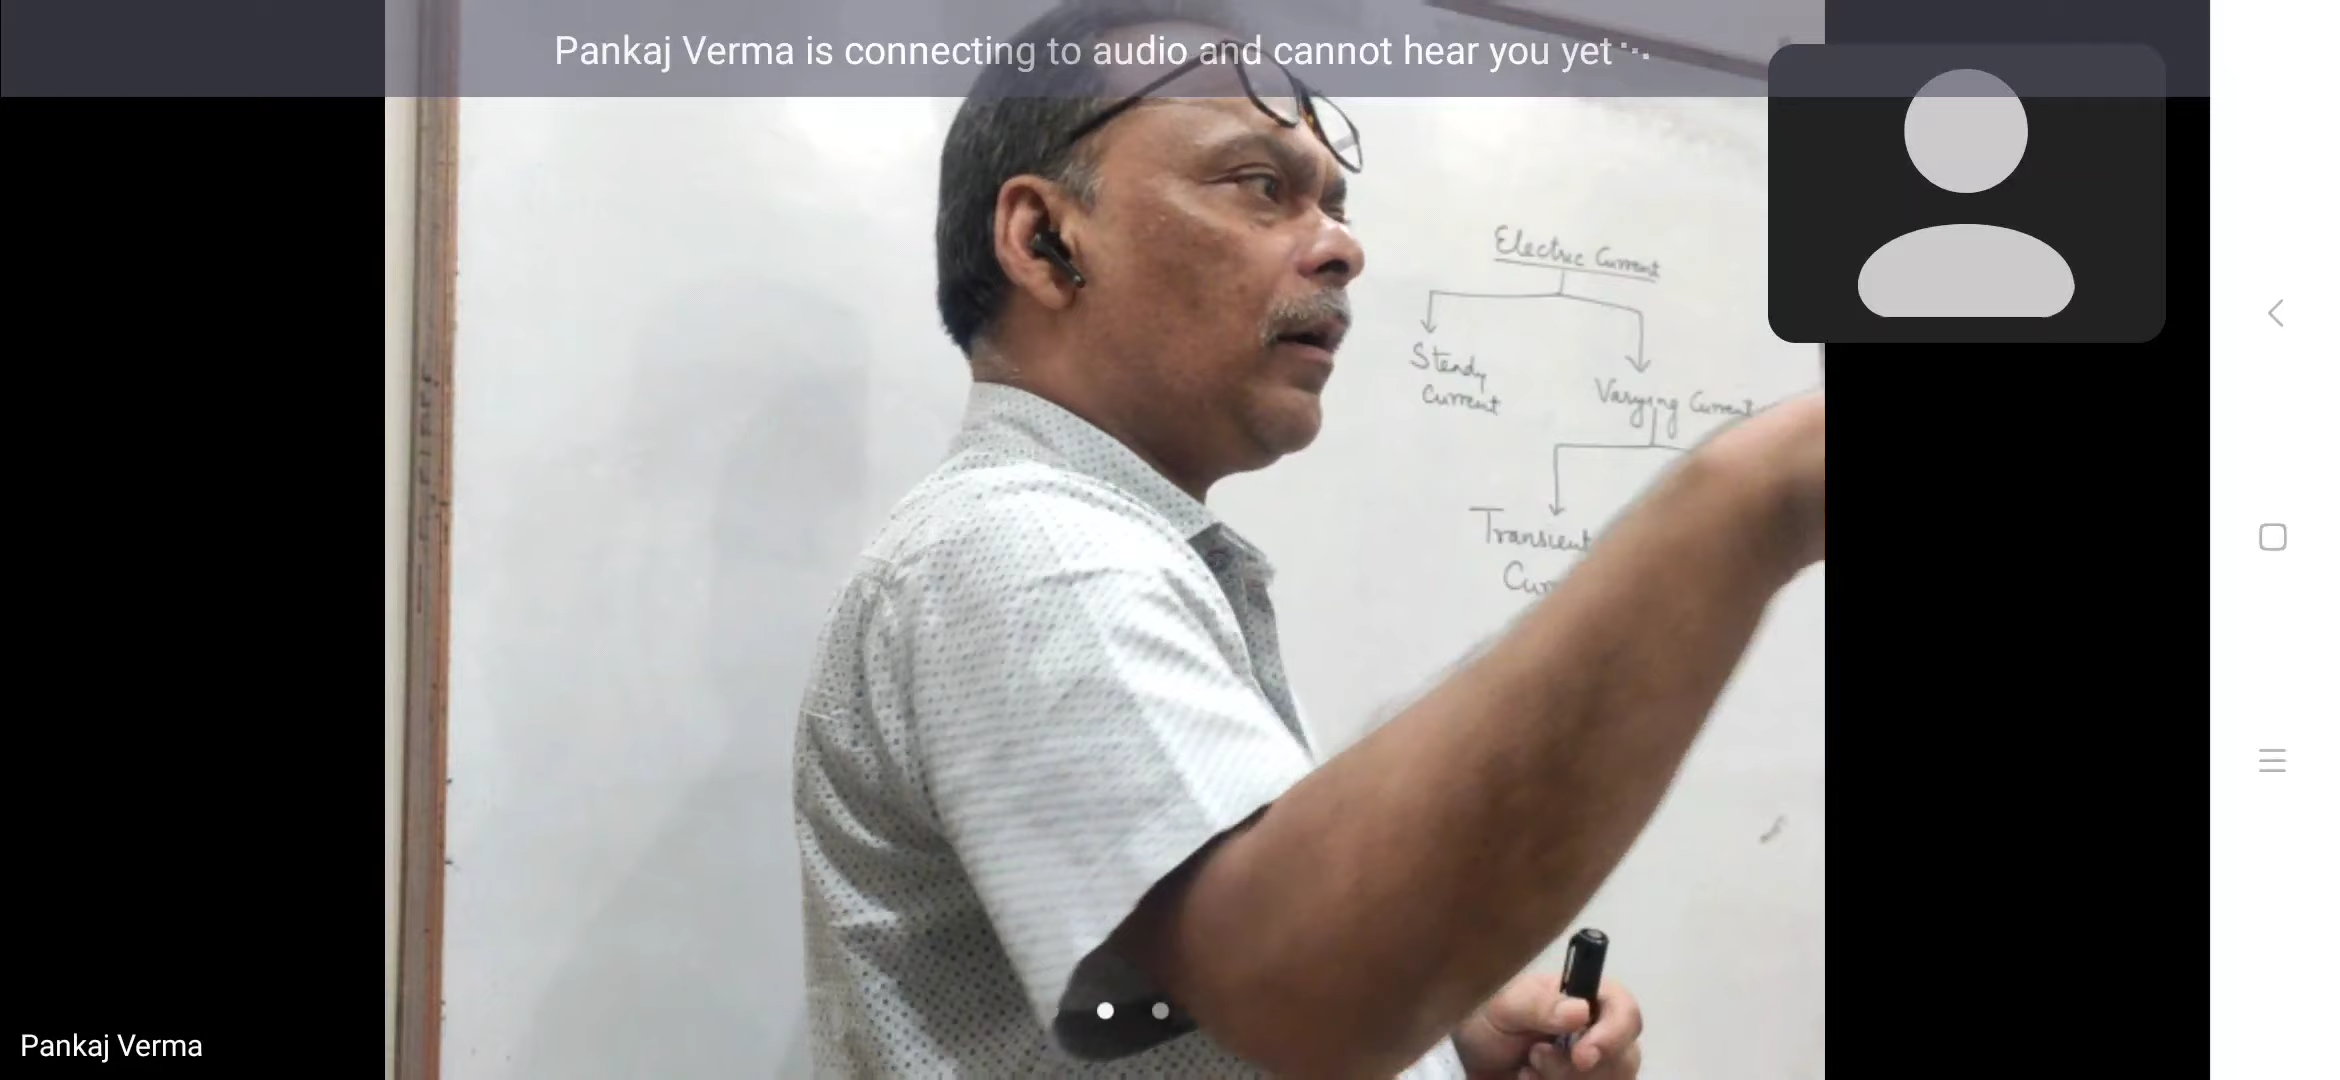 Pankaj Verma is connecting to audio and cannot hear you yet
Electric Current
Steady
Current
Varying Current
Transient
Pankaj Verma